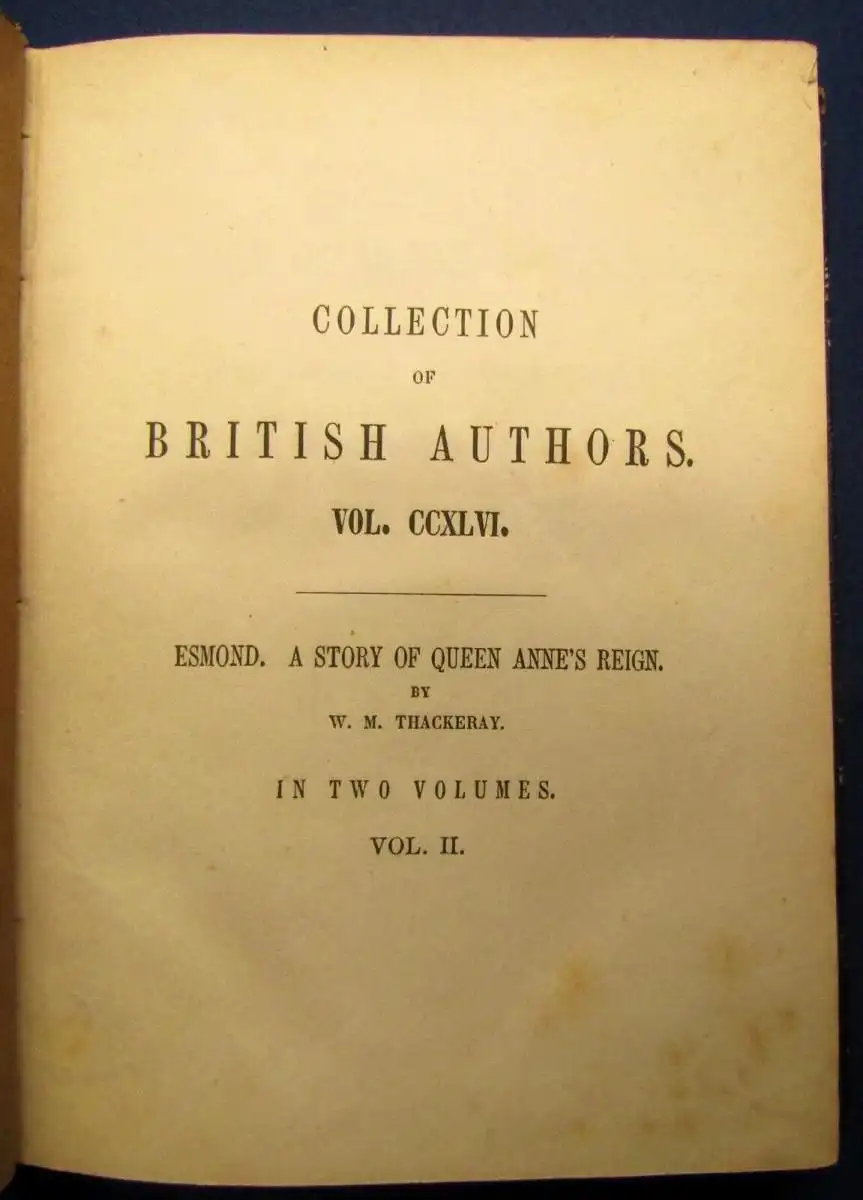 COLLECTION
OF
BRITISH AUTHORS.
VOL. CCXLVI.
ESMOND. A STORY OF QUEEN ANNE'S REIGN.
BY
W. M. THACKERAY.
IN TWO VOLUMES.
VOL. II.